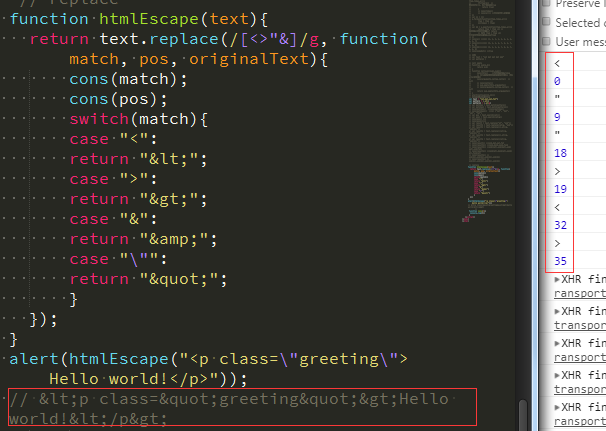 // replace
function htmlEscape(text){
return text.replace(/[<>"&]/g, function(
match, pos, originalText){
cons(match);
cons(pos);
switch(match){
case "<":
return "&lt;";
case ">":
return "&gt;";
case "&":
return "&amp;";
case "\"":
return "&quot;";
}
});
}
alert(htmlEscape("<p class=\"greeting\">
Hello world!</p>"));
// &lt;p class=&quot;greeting&quot;&gt;Hello
world!&lt;/p&gt;
Preserve l
Selected c
User mess
<
0
"
9
"
18
>
19
<
32
>
35
XHR fin
ransport
XHR fin
transpor
XHR fin
ransport
XHR fin
transpor
XHR fin
ransport